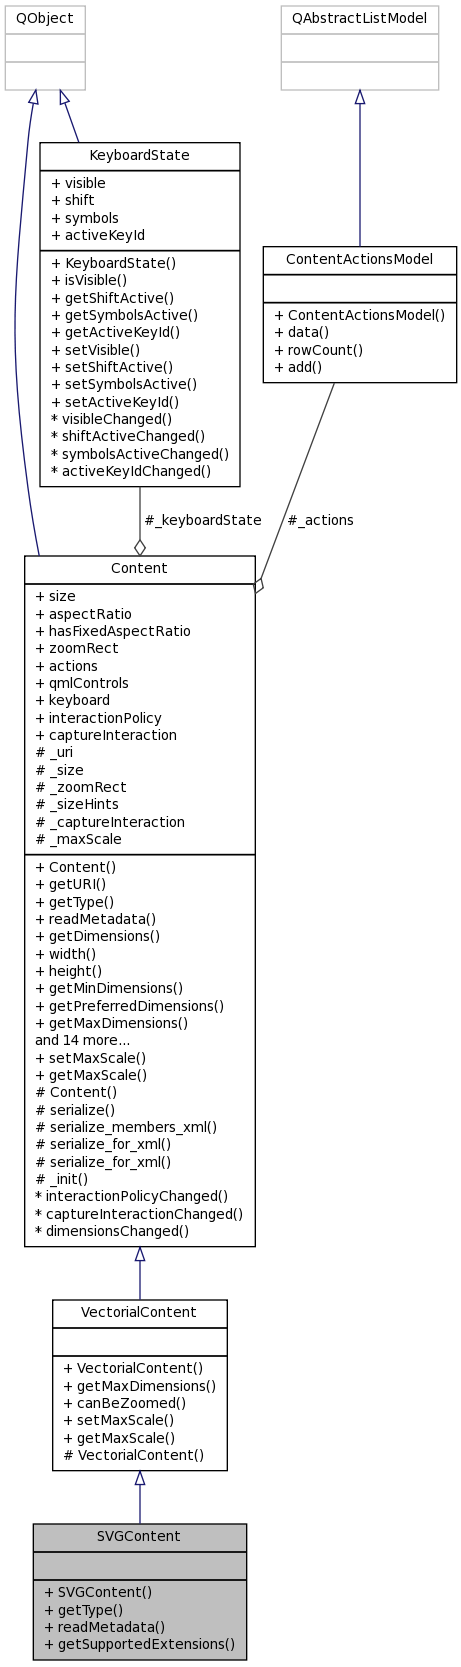 QObject
QAbstractListModel
KeyboardState
+ visible
+ shift
+ symbols
+ activeKeyId
+ KeyboardState()
+ isVisible()
+ getShiftActive()
+ getSymbolsActive()
+ getActiveKeyId()
+ setVisible()
+ setShiftActive()
+ setSymbolsActive()
+ setActiveKeyId()
* visibleChanged()
* shiftActiveChanged()
* symbolsActiveChanged()
* activeKeyIdChanged()
ContentActionsModel
+ ContentActionsModel()
+ data()
+ rowCount()
+ add()
#_keyboardState
#_actions
Content
+ size
+ aspectRatio
+ hasFixedAspectRatio
+ zoomRect
+ actions
+ qmlControls
+ keyboard
+ interactionPolicy
+ captureInteraction
# _uri
# _size
# _zoomRect
# _sizeHints
# _captureInteraction
# _maxScale
+ Content()
+ getURI()
+ getType()
+ readMetadata()
+ getDimensions()
+ width()
+ height()
+ getMinDimensions()
+ getPreferredDimensions()
+ getMaxDimensions()
and 14 more...
+ setMaxScale()
+ getMaxScale()
# Content()
# serialize()
# serialize_members_xml()
# serialize_for_xml()
# serialize_for_xml()
# _init()
* interactionPolicyChanged()
* captureInteractionChanged()
* dimensionsChanged()
VectorialContent
+ VectorialContent()
+ getMaxDimensions()
+ canBeZoomed()
+ setMaxScale()
+ getMaxScale()
# VectorialContent()
SVGContent
+ SVGContent()
+ getType()
+ readMetadata()
+ getSupportedExtensions()